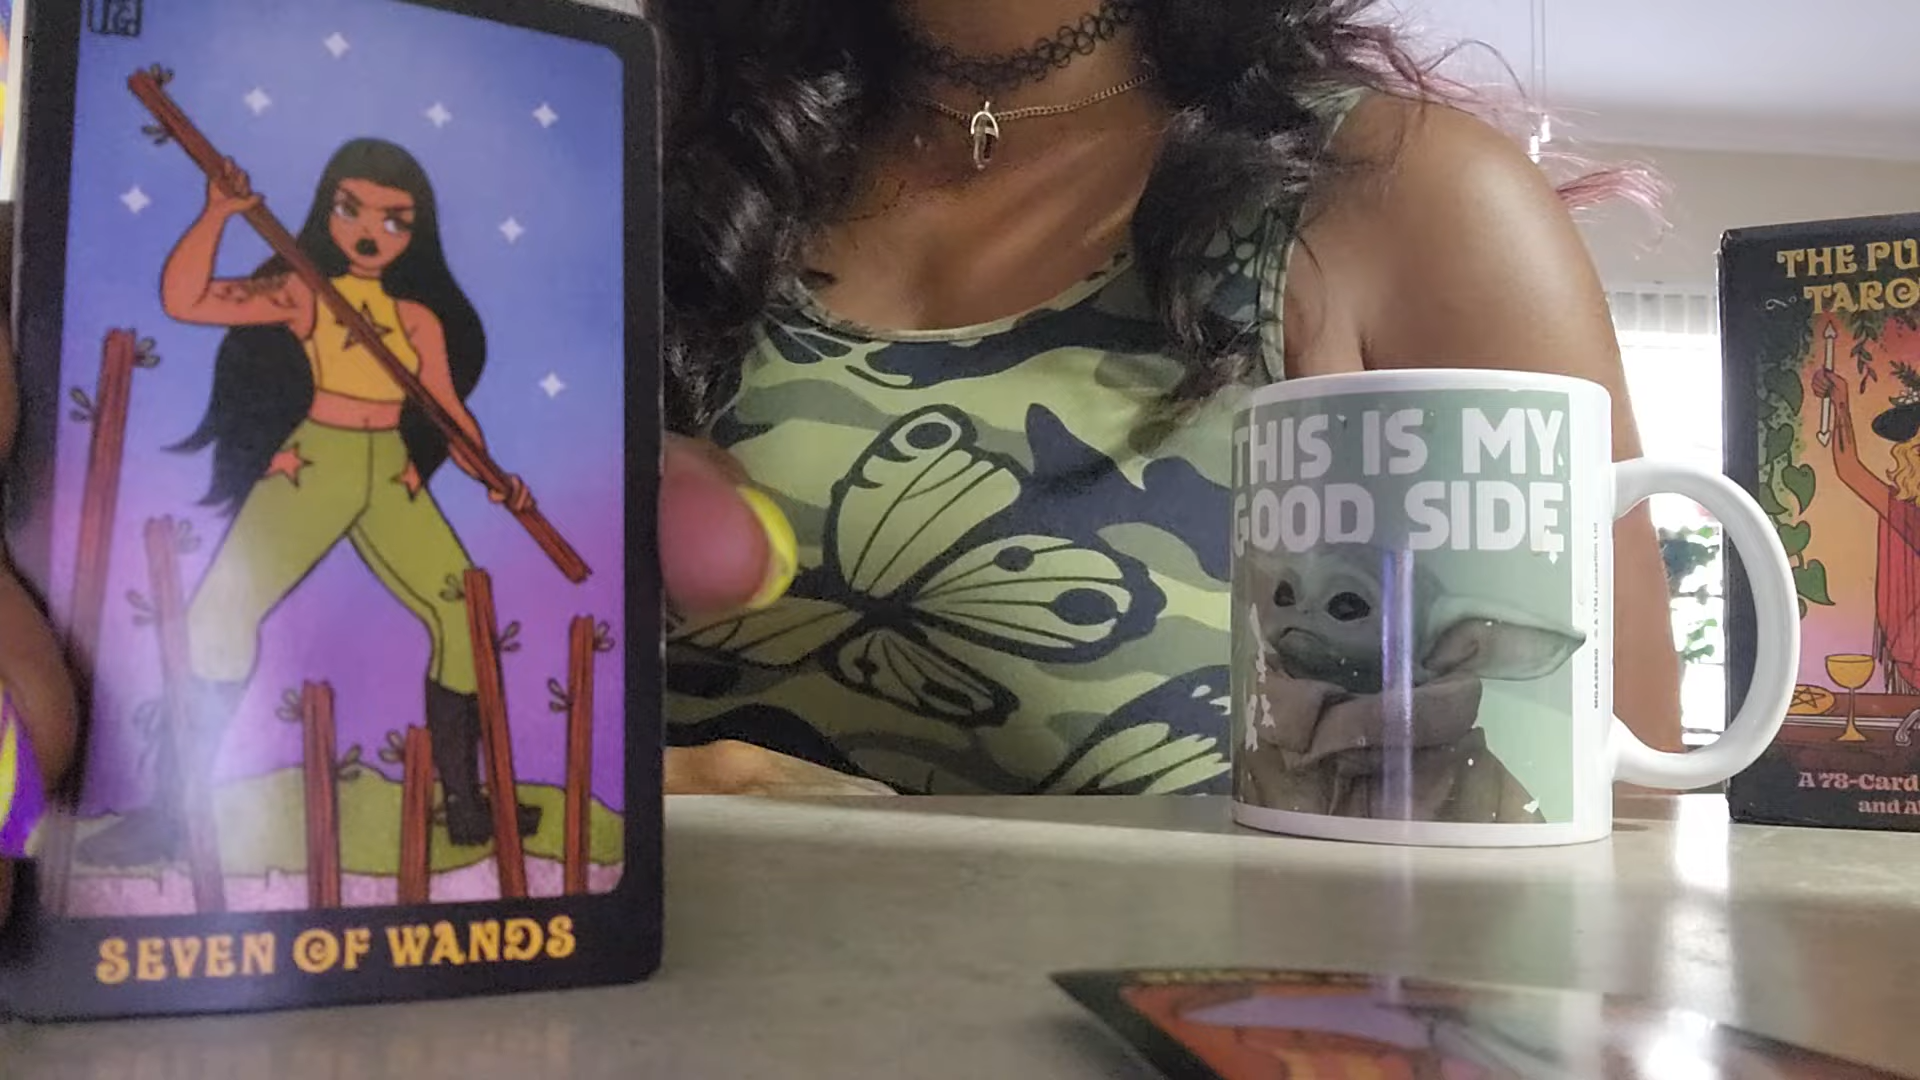 SEVEN OF WANDS
THIS IS MY
GOOD SIDE
THE PU
TARO
A 78-Card
and A